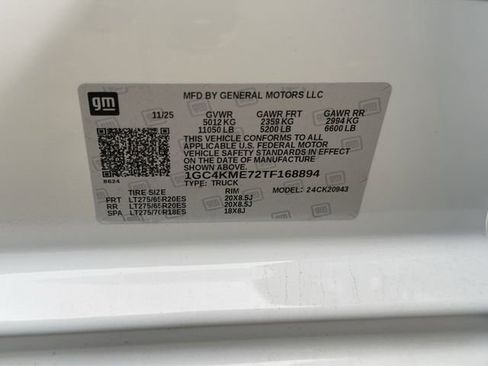 gm
MFD BY GENERAL MOTORS LLC
11/25 GVWR GAWR FRT GAWR RR
5012 KG 2359 KG 2994 KG
11050 LB 5200 LB 6600 LB
THIS VEHICLE CONFORMS TO ALL
APPLICABLE U.S. FEDERAL MOTOR
VEHICLE SAFETY STANDARDS IN EFFECT
ON THE DATE OF MANUFACTURE
SHOWN ABOVE.
1GC4KME72TF168894
8624 TYPE: TRUCK MODEL: 24CK20943
TIRE SIZE RIM
FRT LT275/65R20ES 20X8.5J
RR LT275/65R20ES 20X8.5J
SPA LT275/70R18ES 18X8J